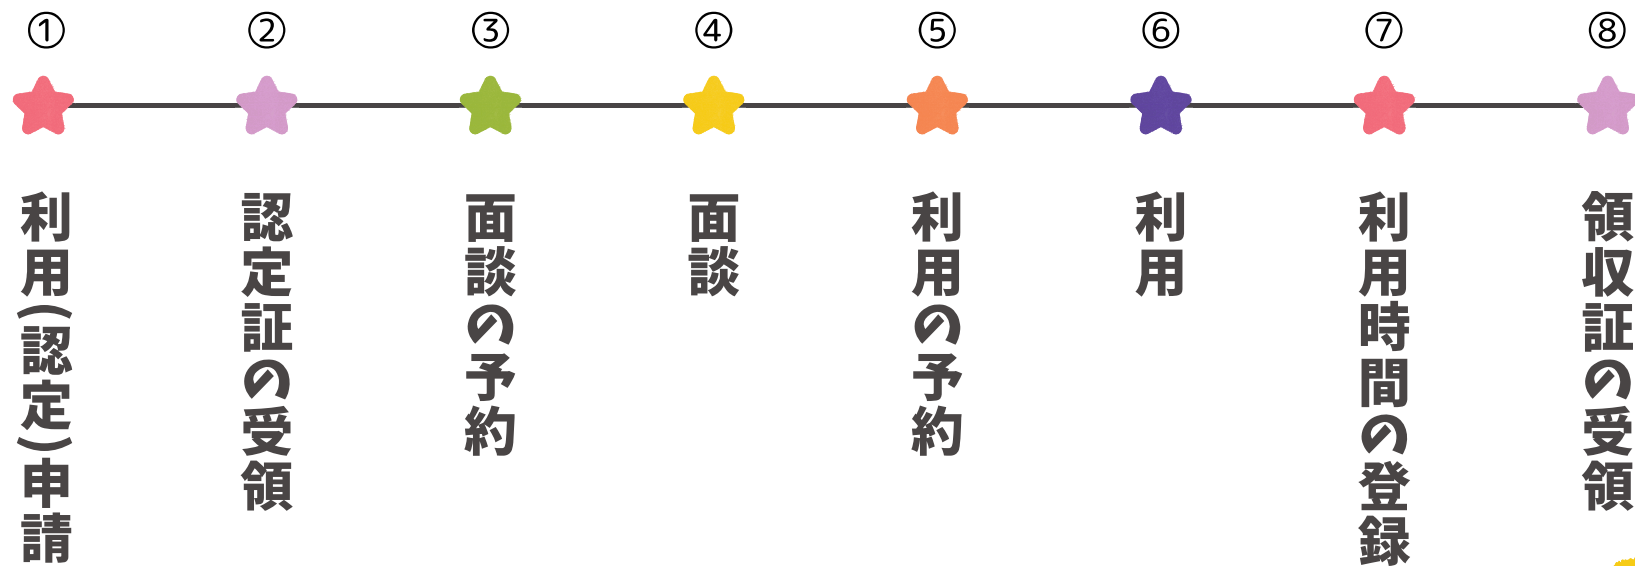 ①
利用(認定)申請
②
認定証の受領
③
面談の予約
④
面談
⑤
利用の予約
⑥
利用
⑦
利用時間の登録
⑧
領収証の受領